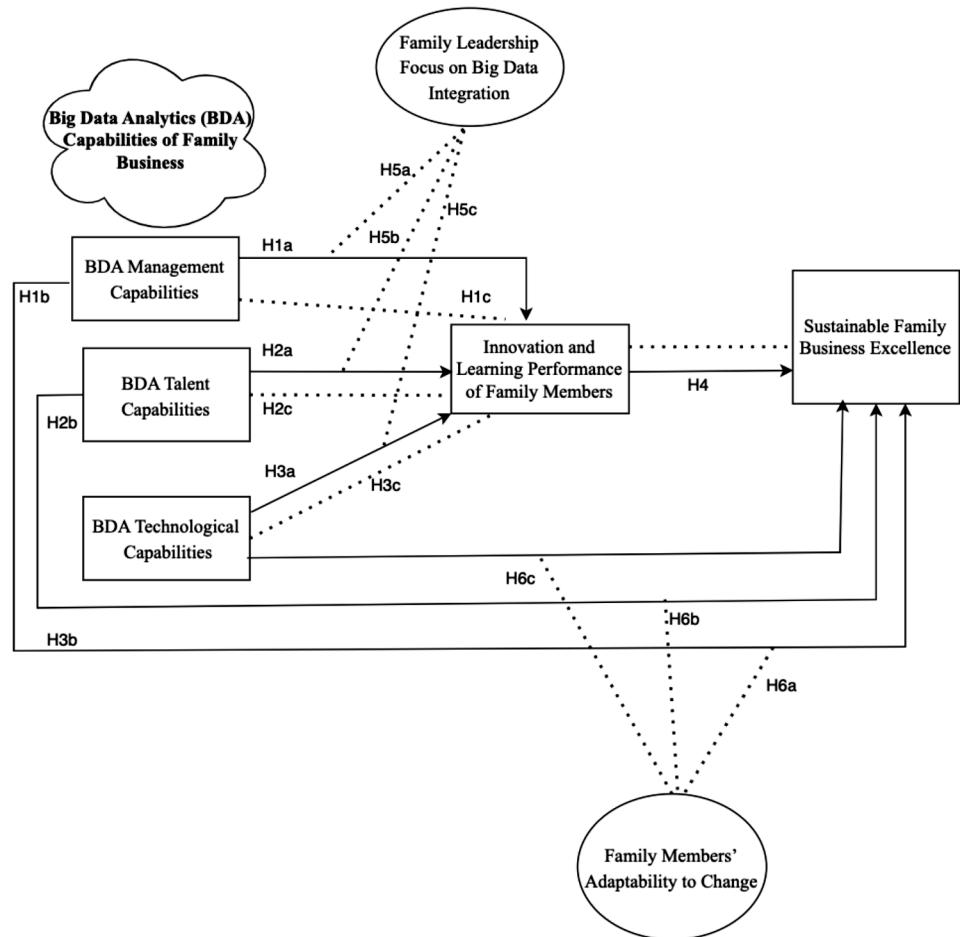 Family Leadership
Focus on Big Data
Integration
Big Data Analytics (BDA)
Capabilities of Family
Business
H5a
H5c
H5b
H1a
BDA Management
Capabilities
H1b
H1c
Sustainable Family
Business Excellence
Innovation and
Learning Performance
of Family Members
H2a
BDA Talent
Capabilities
H4
H2b
H2c
H3a
H3c
BDA Technological
Capabilities
H6c
H6b
H3b
H6a
Family Members’
Adaptability to Change